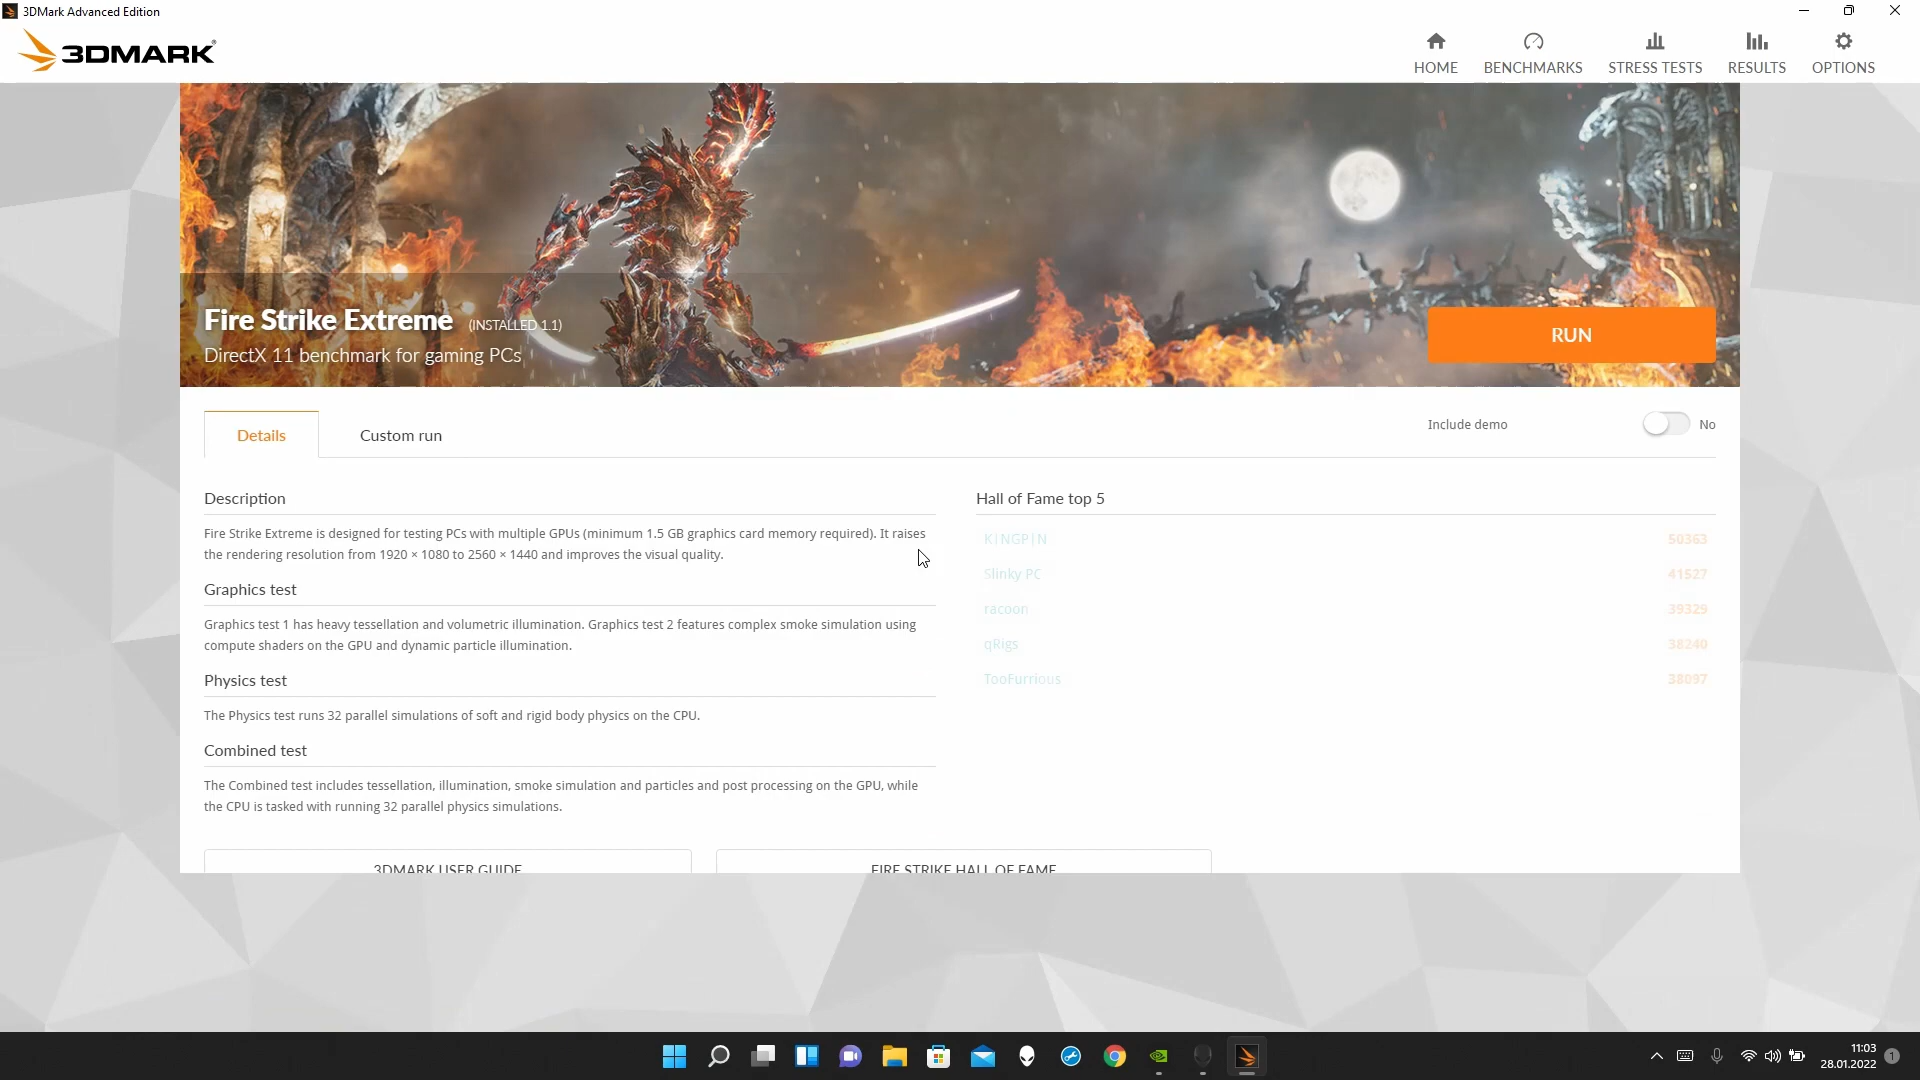 3DMark Advanced Edition
3DMARK®
HOME
BENCHMARKS
STRESS TESTS
RESULTS
OPTIONS
Fire Strike Extreme (INSTALLED 1.1)
DirectX 11 benchmark for gaming PCs
RUN
Details
Custom run
Include demo
No
Description
Fire Strike Extreme is designed for testing PCs with multiple GPUs (minimum 1.5 GB graphics card memory required). It raises
the rendering resolution from 1920 × 1080 to 2560 × 1440 and improves the visual quality.
Graphics test
Graphics test 1 has heavy tessellation and volumetric illumination. Graphics test 2 features complex smoke simulation using
compute shaders on the GPU and dynamic particle illumination.
Physics test
The Physics test runs 32 parallel simulations of soft and rigid body physics on the CPU.
Combined test
The Combined test includes tessellation, illumination, smoke simulation and particles and post processing on the GPU, while
the CPU is tasked with running 32 parallel physics simulations.
Hall of Fame top 5
K|NGP|N 50363
Slinky PC 41527
racoon 39329
qRigs 38240
TooFurrious 38097
3DMARK USER GUIDE
FIRE STRIKE HALL OF FAME
11:03
28.01.2022
1